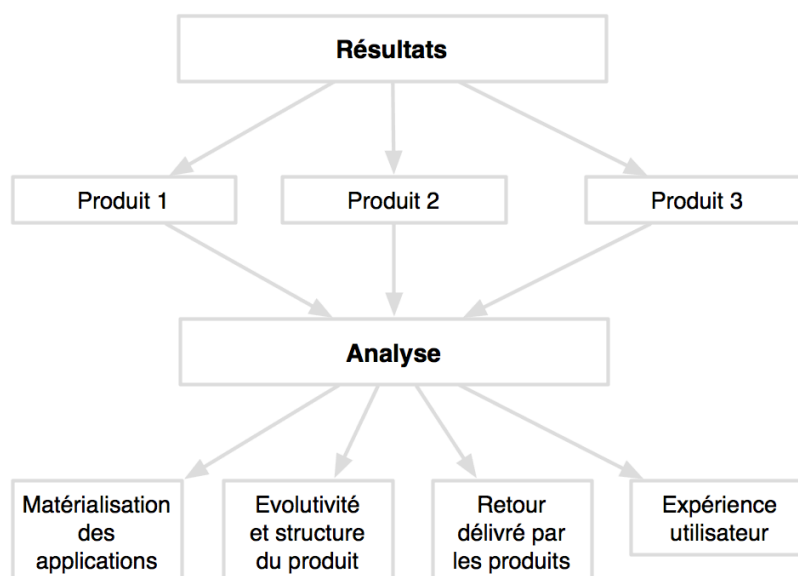 Résultats
Produit 1
Produit 2
Produit 3
Analyse
Matérialisation
des
applications
Evolutivité
et structure
du produit
Retour
délivré par
les produits
Expérience
utilisateur